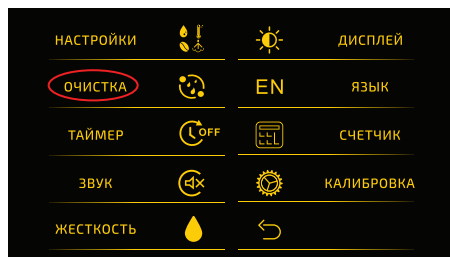 НАСТРОЙКИ
ДИСПЛЕЙ
ОЧИСТКА
EN
ЯЗЫК
ТАЙМЕР
OFF
СЧЕТЧИК
ЗВУК
КАЛИБРОВКА
ЖЕСТКОСТЬ